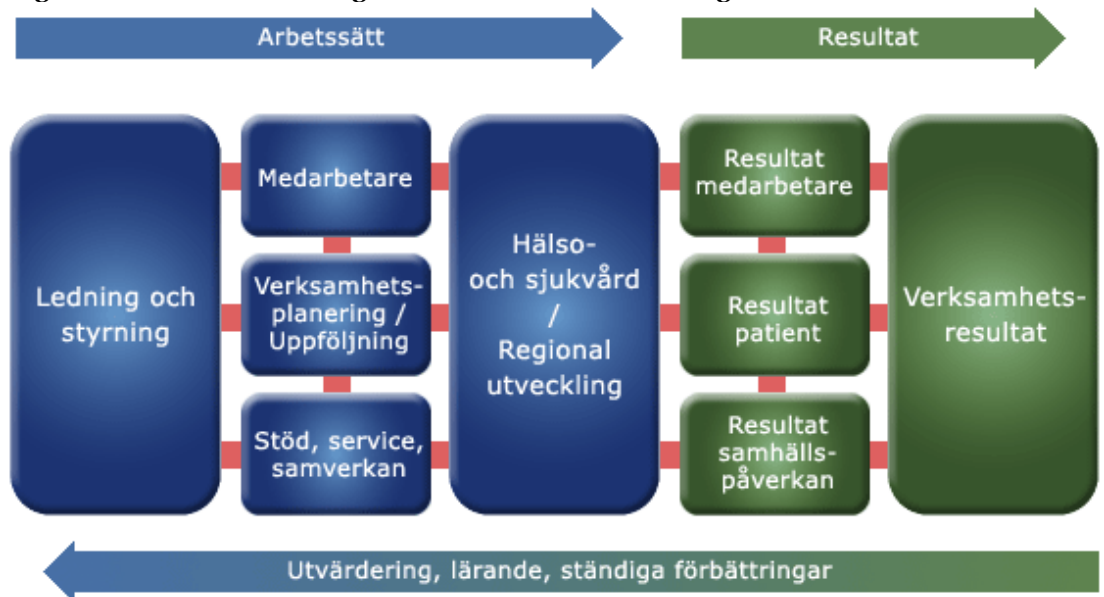 Arbetssätt
Resultat
Ledning och
styrning
Medarbetare
Verksamhets-
planering /
Uppföljning
Stöd, service,
samverkan
Hälso-
och sjukvård
/
Regional
utveckling
Resultat
medarbetare
Resultat
patient
Resultat
samhälls-
påverkan
Verksamhets-
resultat
Utvärdering, lärande, ständiga förbättringar